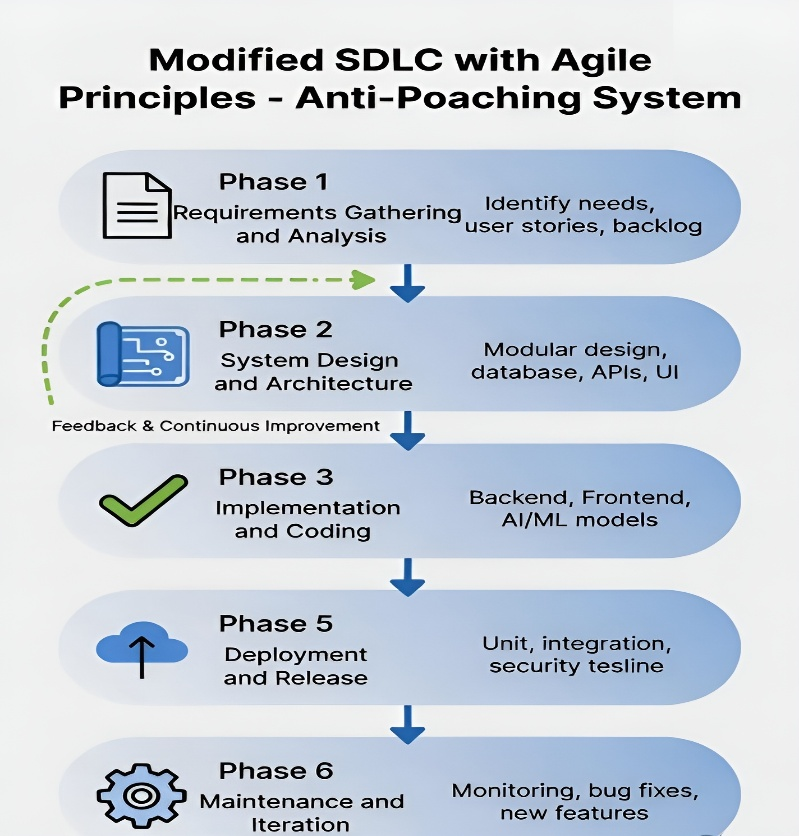 Modified SDLC with Agile
Principles - Anti-Poaching System
Phase 1
Requirements Gathering
and Analysis
Identify needs,
user stories, backlog
Phase 2
System Design
and Architecture
Modular design,
database, APIs, UI
Feedback & Continuous Improvement
Phase 3
Implementation
and Coding
Backend, Frontend,
AI/ML models
Phase 5
Deployment
and Release
Unit, integration,
security tesline
Phase 6
Maintenance and
Iteration
Monitoring, bug fixes,
new features